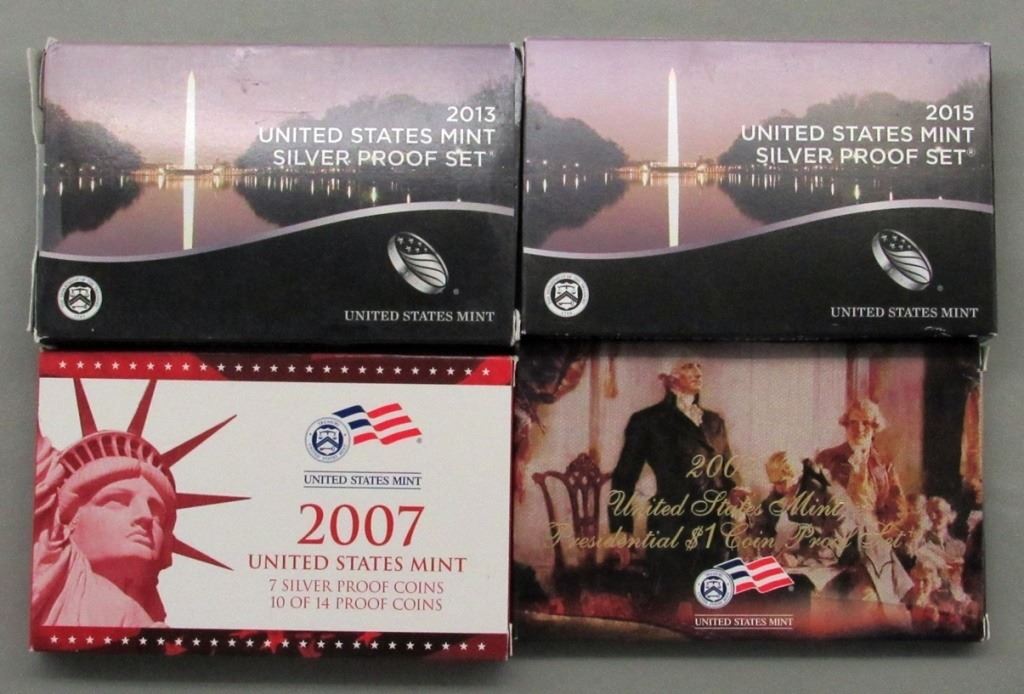 2013
UNITED STATES MINT
SILVER PROOF SET®
UNITED STATES MINT
2015
UNITED STATES MINT
SILVER PROOF SET®
UNITED STATES MINT
UNITED STATES MINT
2007
UNITED STATES MINT
7 SILVER PROOF COINS
10 OF 14 PROOF COINS
United States Mint
Presidential $1 Coin Proof Set
UNITED STATES MINT